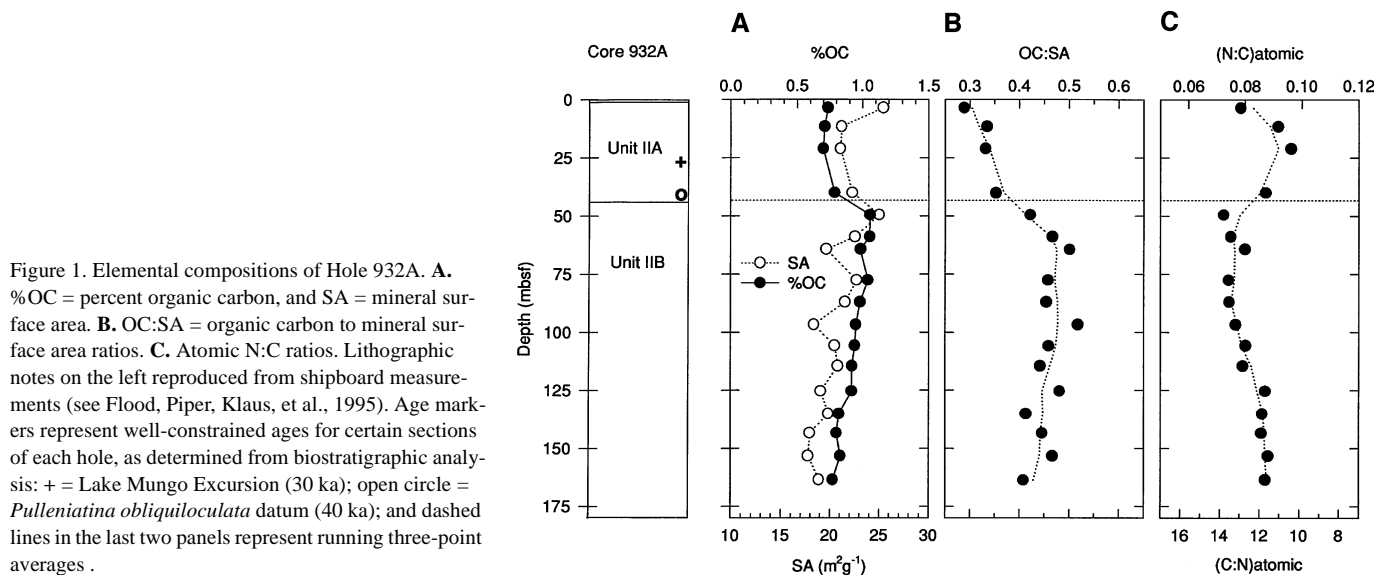 Figure 1. Elemental compositions of Hole 932A. A.
%OC = percent organic carbon, and SA = mineral sur-
face area. B. OC:SA = organic carbon to mineral sur-
face area ratios. C. Atomic N:C ratios. Lithographic
notes on the left reproduced from shipboard measure-
ments (see Flood, Piper, Klaus, et al., 1995). Age mark-
ers represent well-constrained ages for certain sections
of each hole, as determined from biostratigraphic analy-
sis: + = Lake Mungo Excursion (30 ka); open circle =
Pulleniatina obliquiloculata datum (40 ka); and dashed
lines in the last two panels represent running three-point
averages .
Core 932A
Unit IIA
+
o
Unit IIB
Depth (mbsf)
0
25
50
75
100
125
150
175
A
%OC
0.0 0.5 1.0 1.5
SA
%OC
10 20 25 30
SA (m²g⁻¹)
B
OC:SA
0.3 0.4 0.5 0.6
C
(N:C)atomic
0.06 0.08 0.10 0.12
16 14 12 10 8
(C:N)atomic